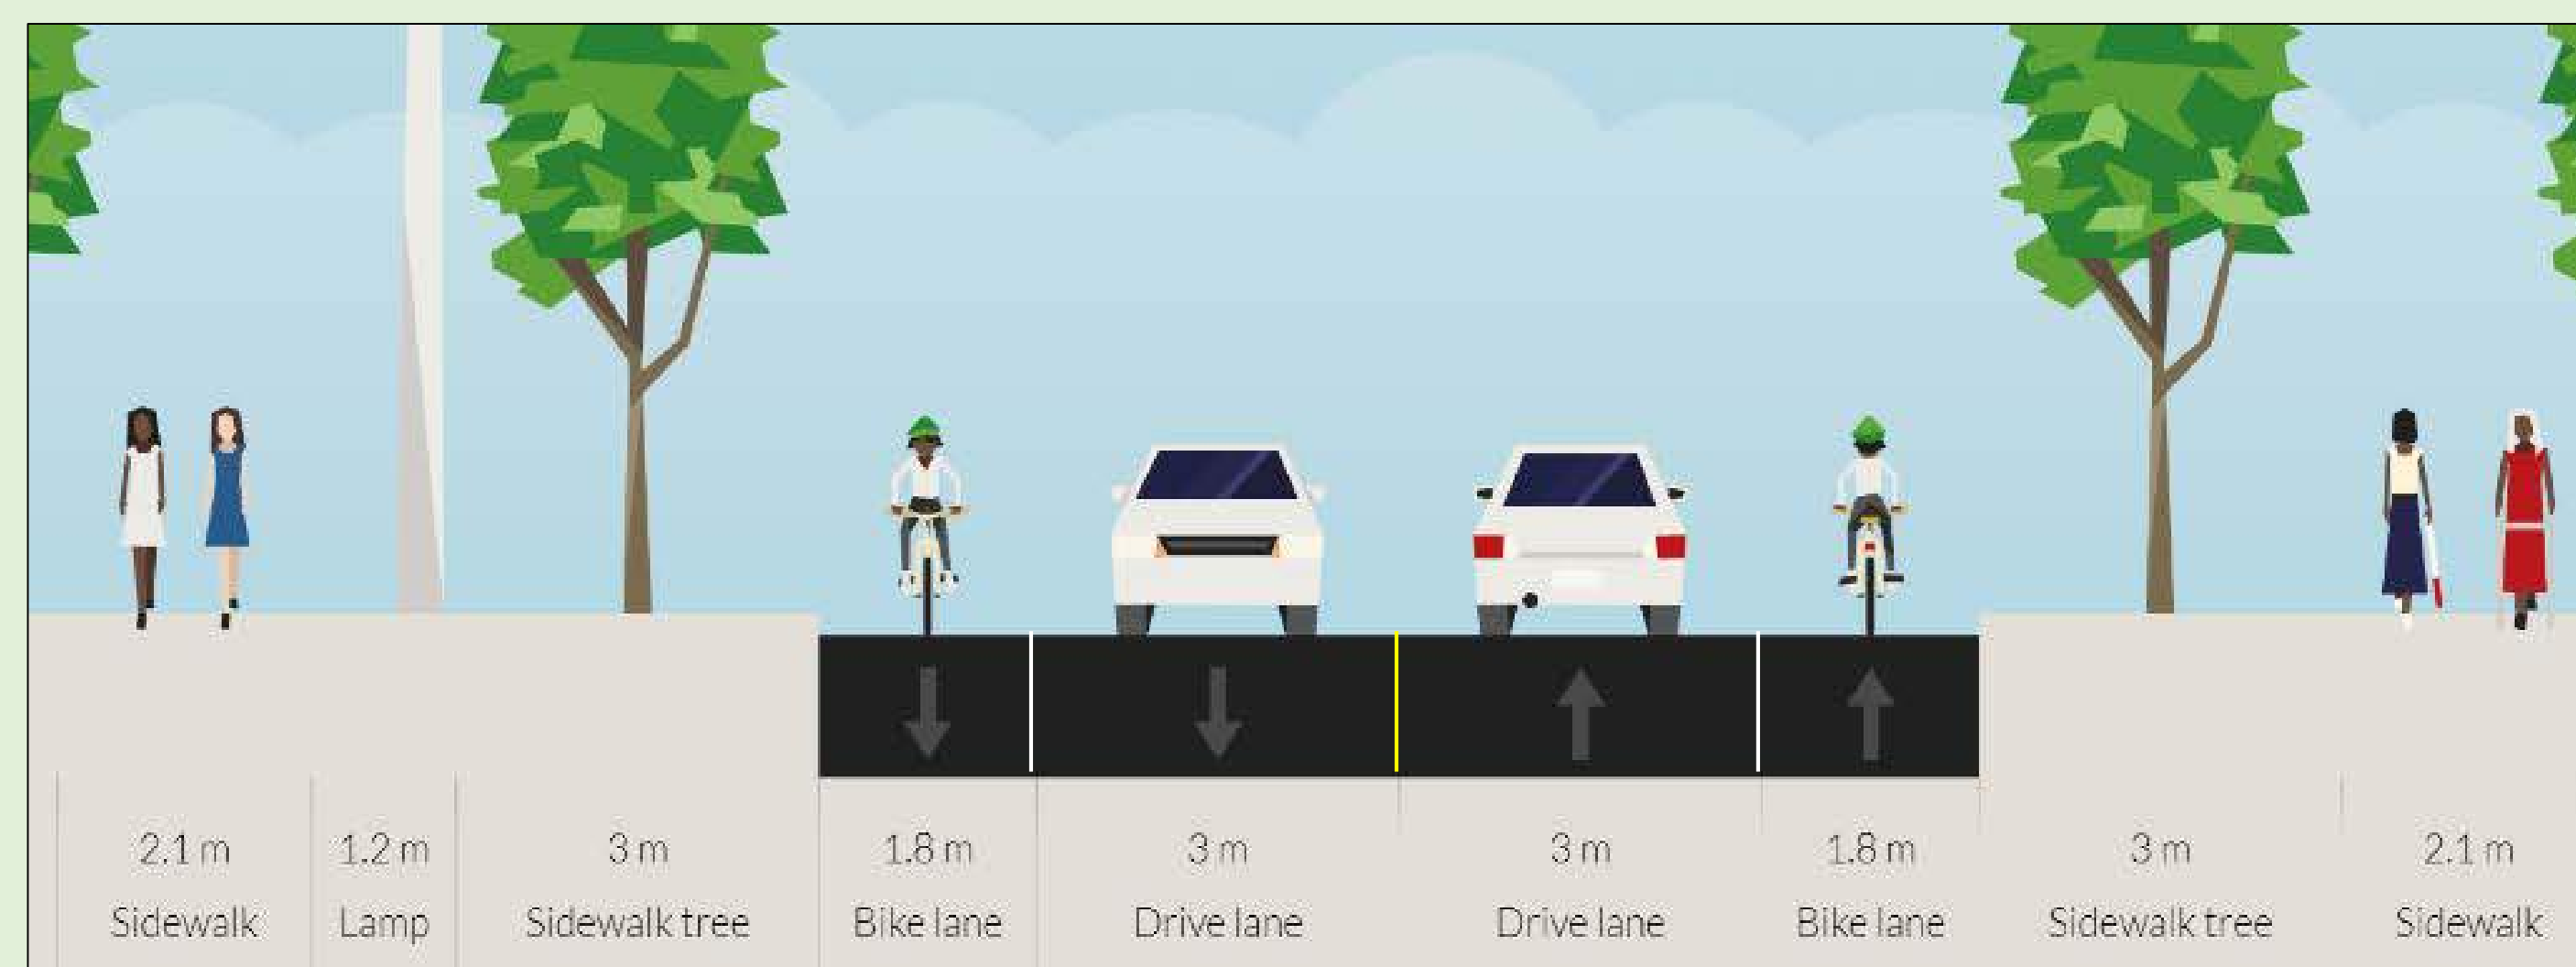 2.1 m 1.2 m 3 m 1.8 m 3 m 3 m 1.8 m 3 m 2.1 m
Sidewalk Lamp Sidewalk tree Bike lane Drive lane Drive lane Bike lane Sidewalk tree Sidewalk